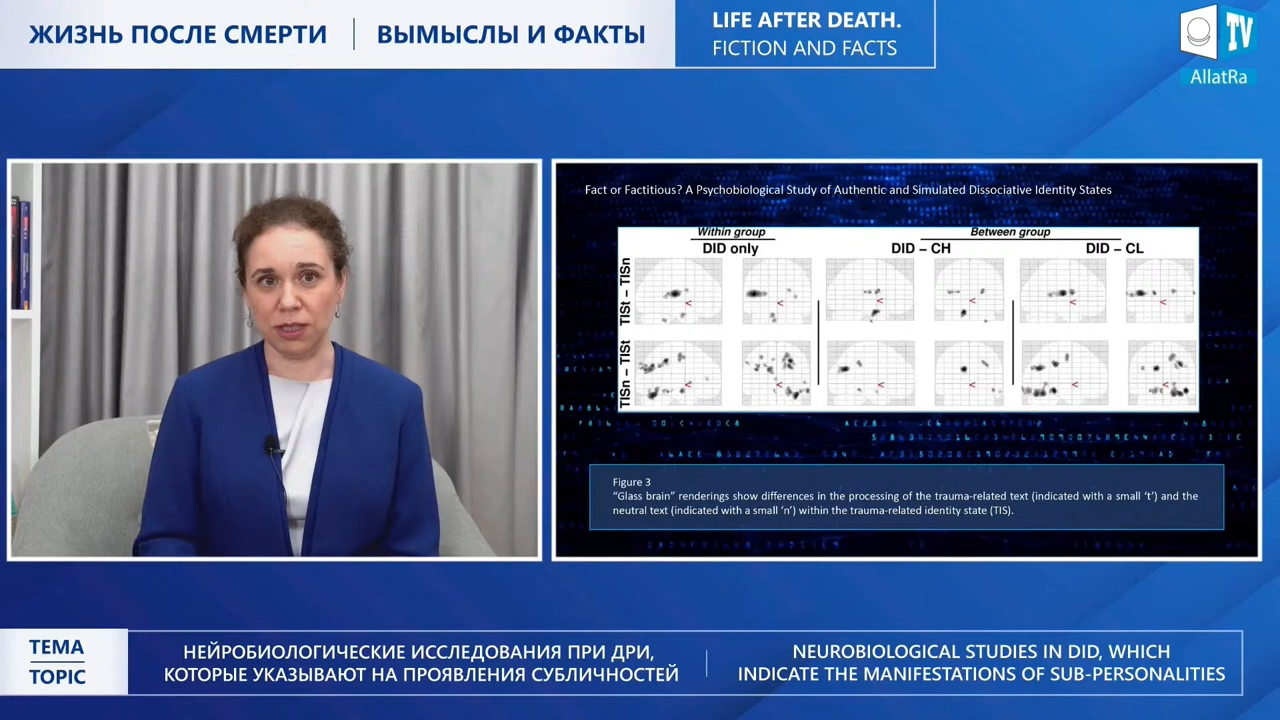 ЖИЗНЬ ПОСЛЕ СМЕРТИ
ВЫМЫСЛЫ И ФАКТЫ
LIFE AFTER DEATH.
FICTION AND FACTS
TV
AllatRa
Fact or Factitious? A Psychobiological Study of Authentic and Simulated Dissociative Identity States
Within group
Between group
DID only
DID – CH
DID – CL
TISt – TISn
TISn – TISt
Figure 3
“Glass brain” renderings show differences in the processing of the trauma-related text (indicated with a small ‘t’) and the
neutral text (indicated with a small ‘n’) within the trauma-related identity state (TIS).
ТЕМА
TOPIC
НЕЙРОБИОЛОГИЧЕСКИЕ ИССЛЕДОВАНИЯ ПРИ ДРИ,
КОТОРЫЕ УКАЗЫВАЮТ НА ПРОЯВЛЕНИЯ СУБЛИЧНОСТЕЙ
NEUROBIOLOGICAL STUDIES IN DID, WHICH
INDICATE THE MANIFESTATIONS OF SUB-PERSONALITIES